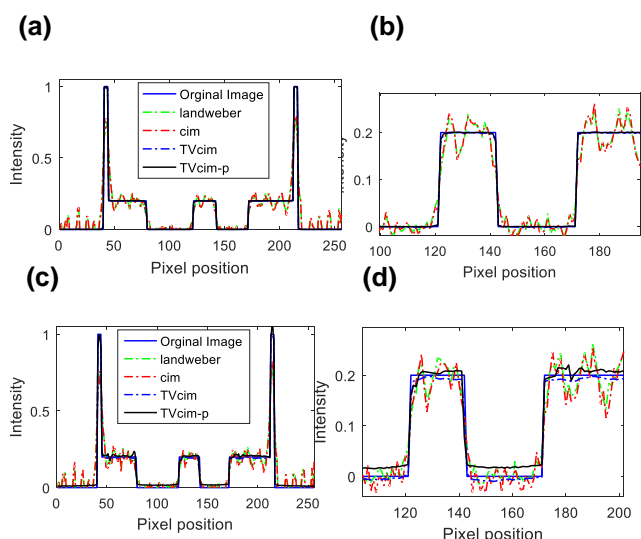 (a)
(b)
1
0.5
0
Intensity
Orginal Image
landweber
cim
TVcim
TVcim-p
0 50 100 150 200 250
Pixel position
0.2
0.1
0
100 120 140 160 180
Pixel position
(c)
(d)
1
0.5
0
Intensity
Orginal Image
landweber
cim
TVcim
TVcim-p
0 50 100 150 200 250
Pixel position
0.3
0.2
0.1
0
Intensity
120 140 160 180 200
Pixel position